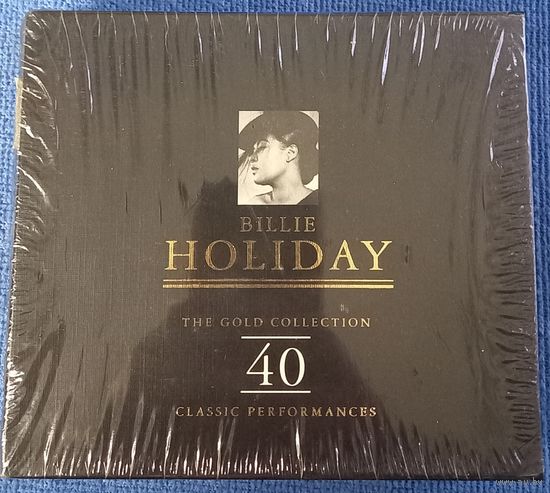 BILLIE
HOLIDAY
THE GOLD COLLECTION
40
CLASSIC PERFORMANCES